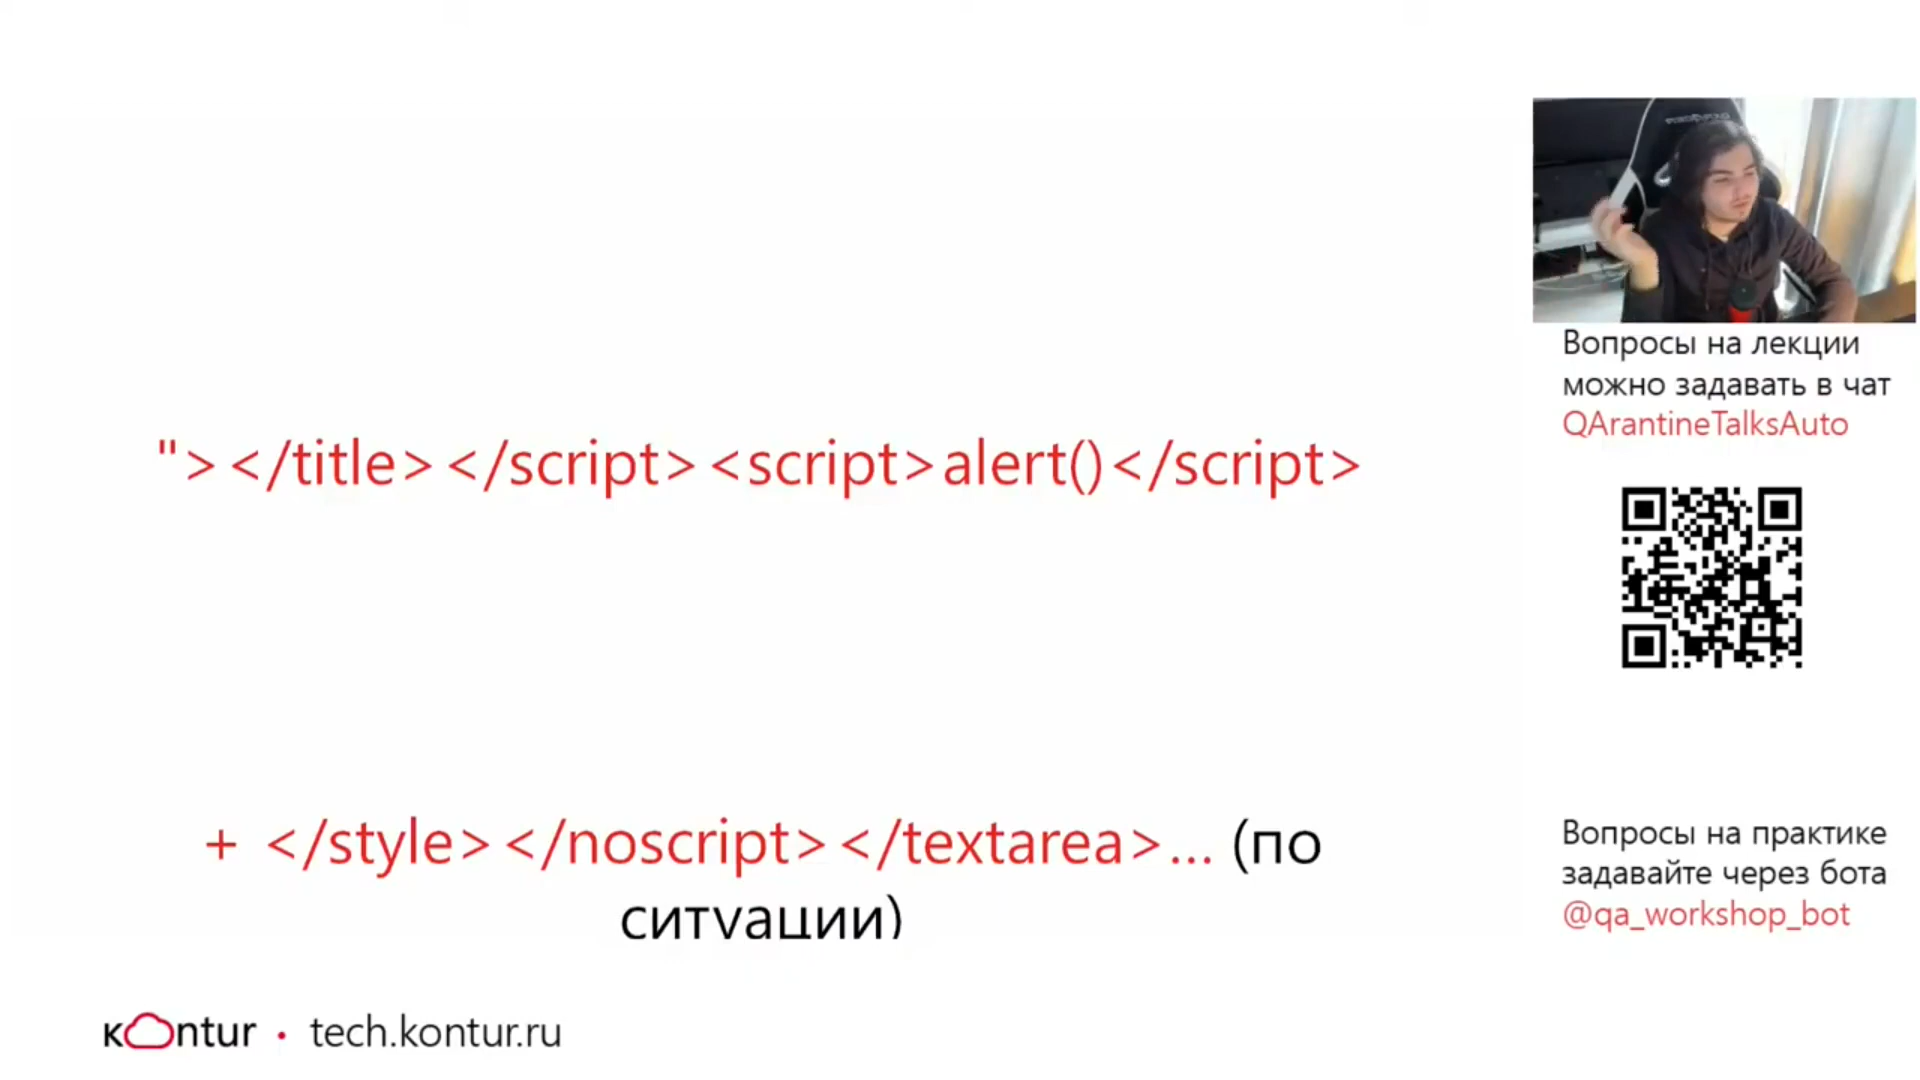 "></title></script><script>alert()</script>
+ </style></noscript></textarea>... (по
ситуации)
Вопросы на лекции
можно задавать в чат
QArantineTalksAuto
Вопросы на практике
задавайте через бота
@qa_workshop_bot
kontur • tech.kontur.ru